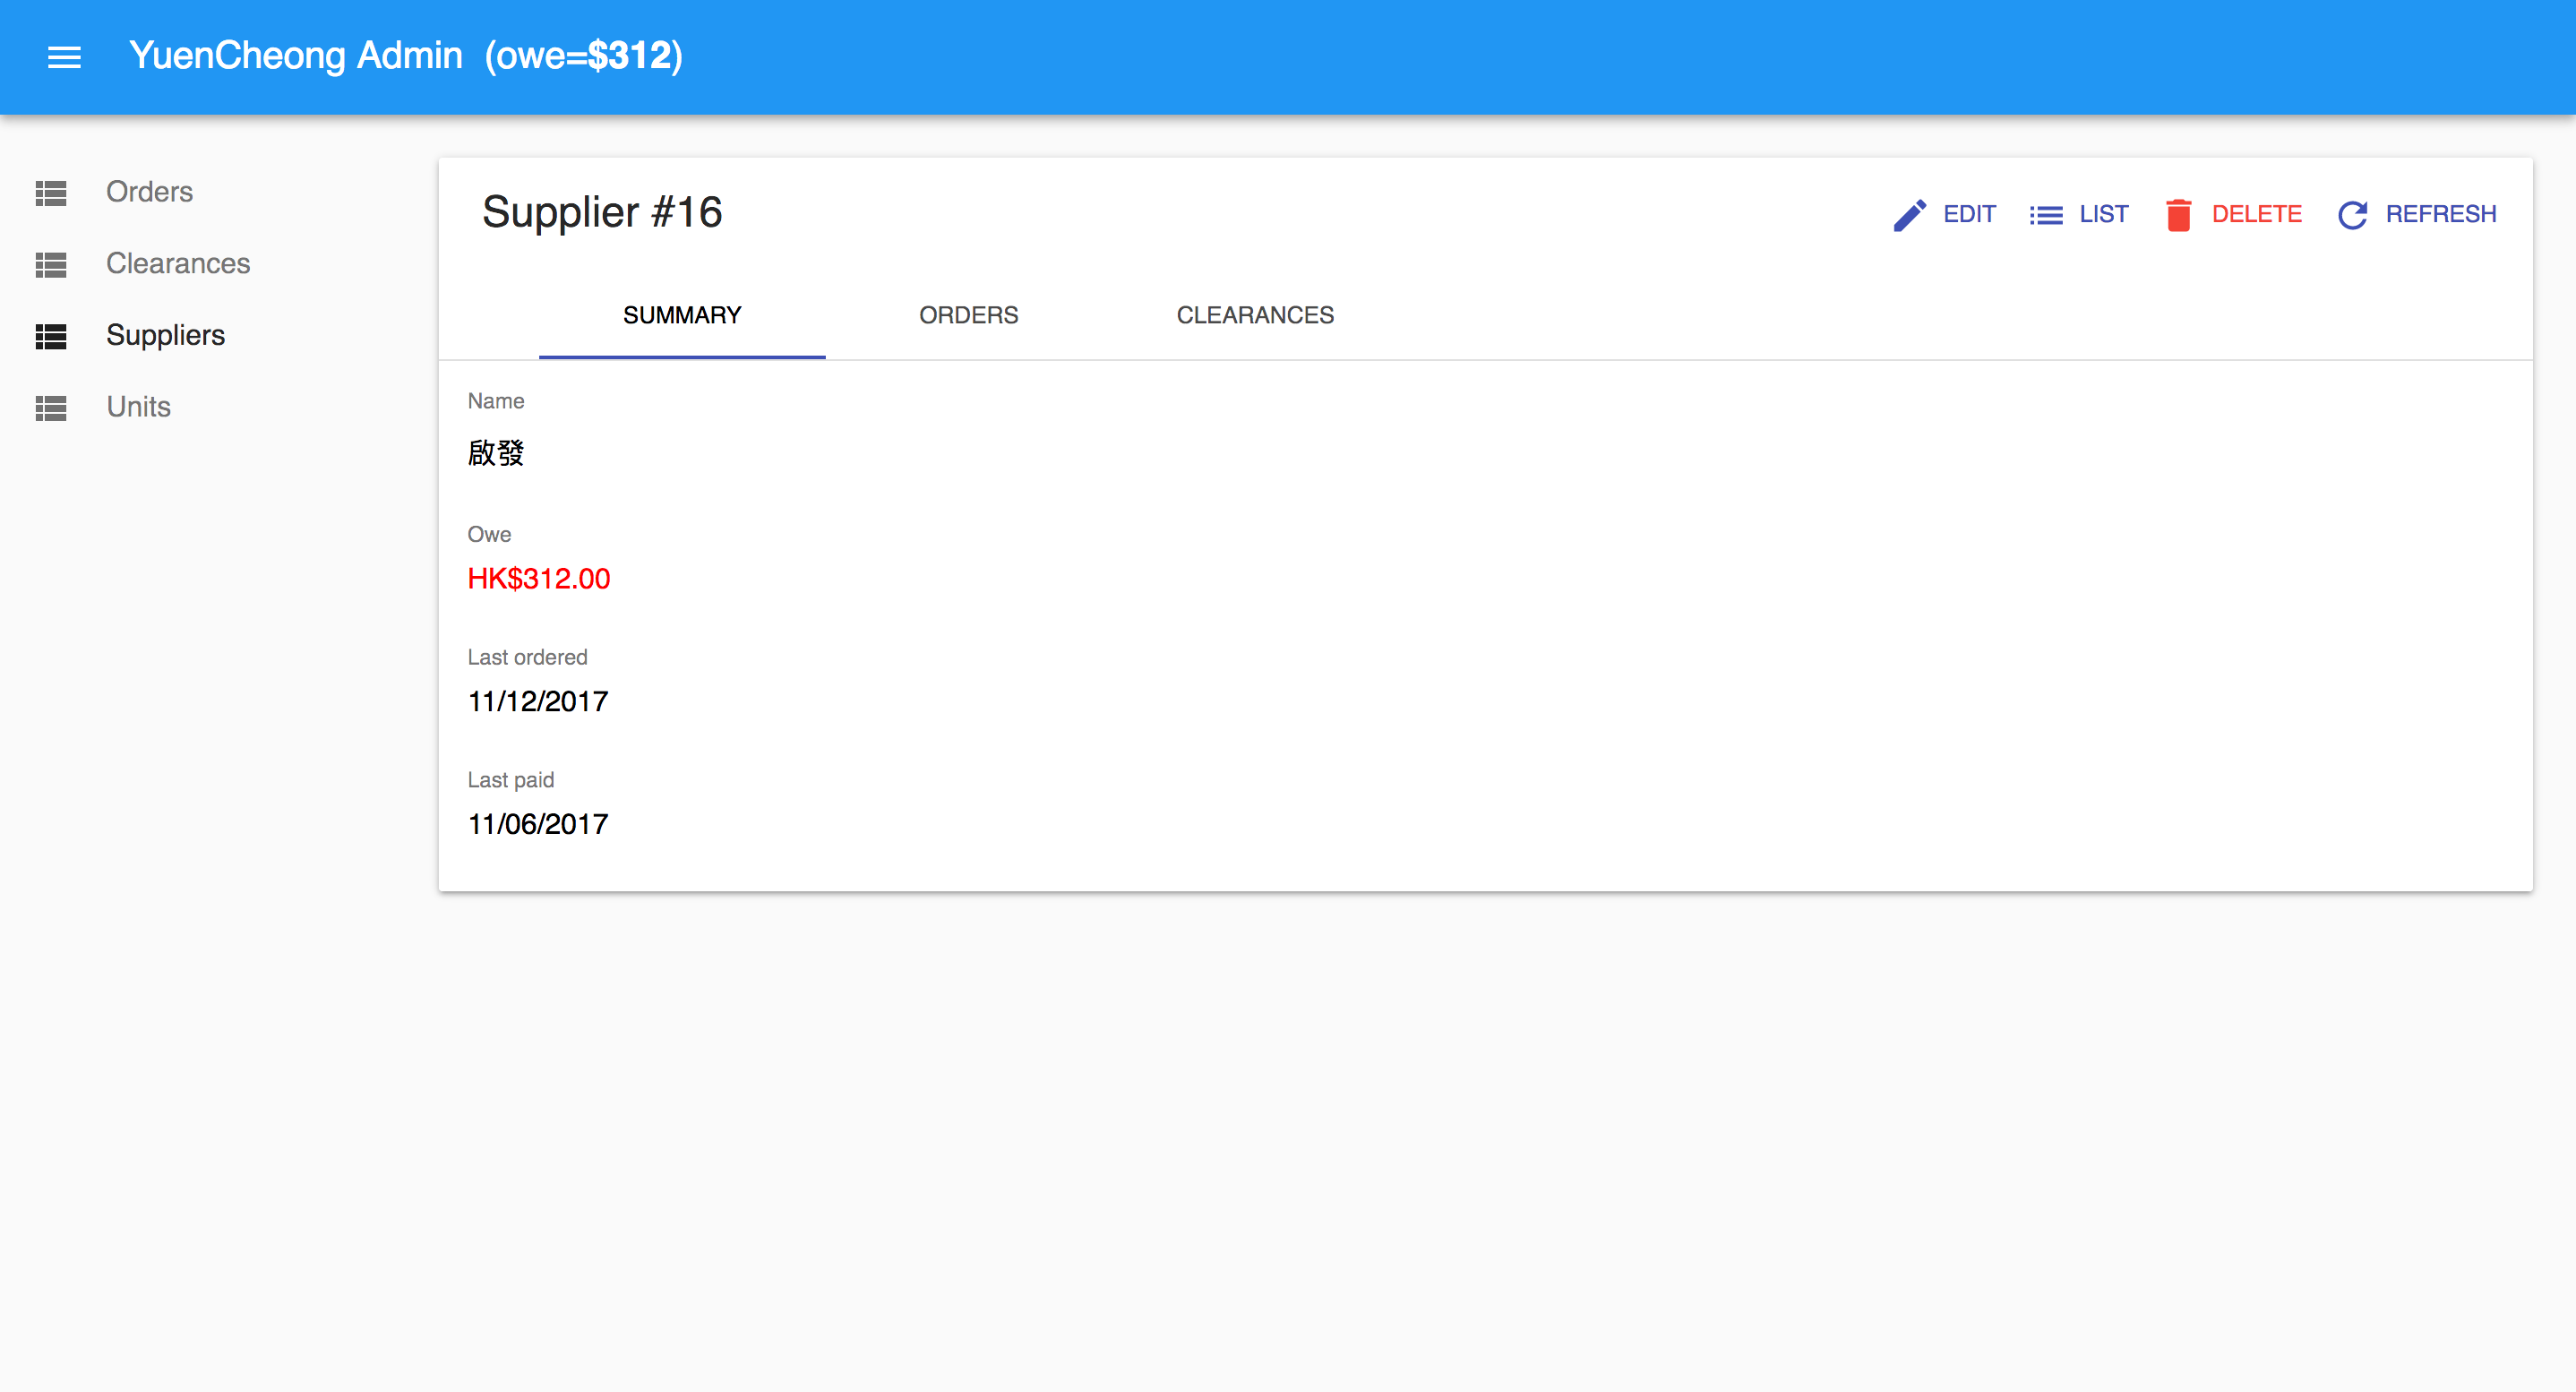 YuenCheong Admin (owe=$312)
Orders
Clearances
Suppliers
Units
Supplier #16
EDIT LIST DELETE REFRESH
SUMMARY ORDERS CLEARANCES
Name
啟發
Owe
HK$312.00
Last ordered
11/12/2017
Last paid
11/06/2017